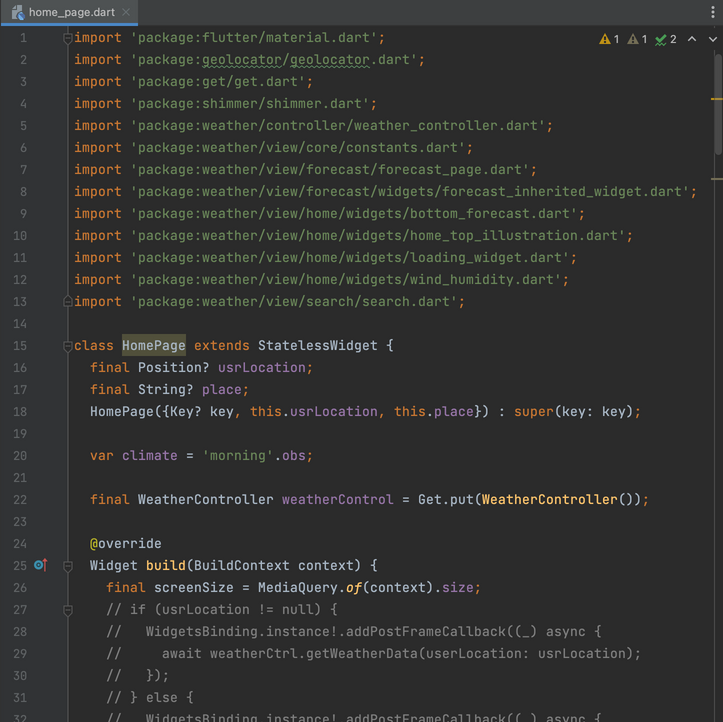 home_page.dart
1 import 'package:flutter/material.dart';
1 1 2
2 import 'package:geolocator/geolocator.dart';
3 import 'package:get/get.dart';
4 import 'package:shimmer/shimmer.dart';
5 import 'package:weather/controller/weather_controller.dart';
6 import 'package:weather/view/core/constants.dart';
7 import 'package:weather/view/forecast/forecast_page.dart';
8 import 'package:weather/view/forecast/widgets/forecast_inherited_widget.dart';
9 import 'package:weather/view/home/widgets/bottom_forecast.dart';
10 import 'package:weather/view/home/widgets/home_top_illustration.dart';
11 import 'package:weather/view/home/widgets/loading_widget.dart';
12 import 'package:weather/view/home/widgets/wind_humidity.dart';
13 import 'package:weather/view/search/search.dart';
14
15 class HomePage extends StatelessWidget {
16 final Position? usrLocation;
17 final String? place;
18 HomePage({Key? key, this.usrLocation, this.place}) : super(key: key);
19
20 var climate = 'morning'.obs;
21
22 final WeatherController weatherControl = Get.put(WeatherController());
23
24 @override
25 Widget build(BuildContext context) {
26 final screenSize = MediaQuery.of(context).size;
27 // if (usrLocation != null) {
28 //   WidgetsBinding.instance!.addPostFrameCallback((_) async {
29 //     await weatherCtrl.getWeatherData(userLocation: usrLocation);
30 //   });
31 // } else {
32 //   WidgetsBinding.instance!.addPostFrameCallback((_) async {